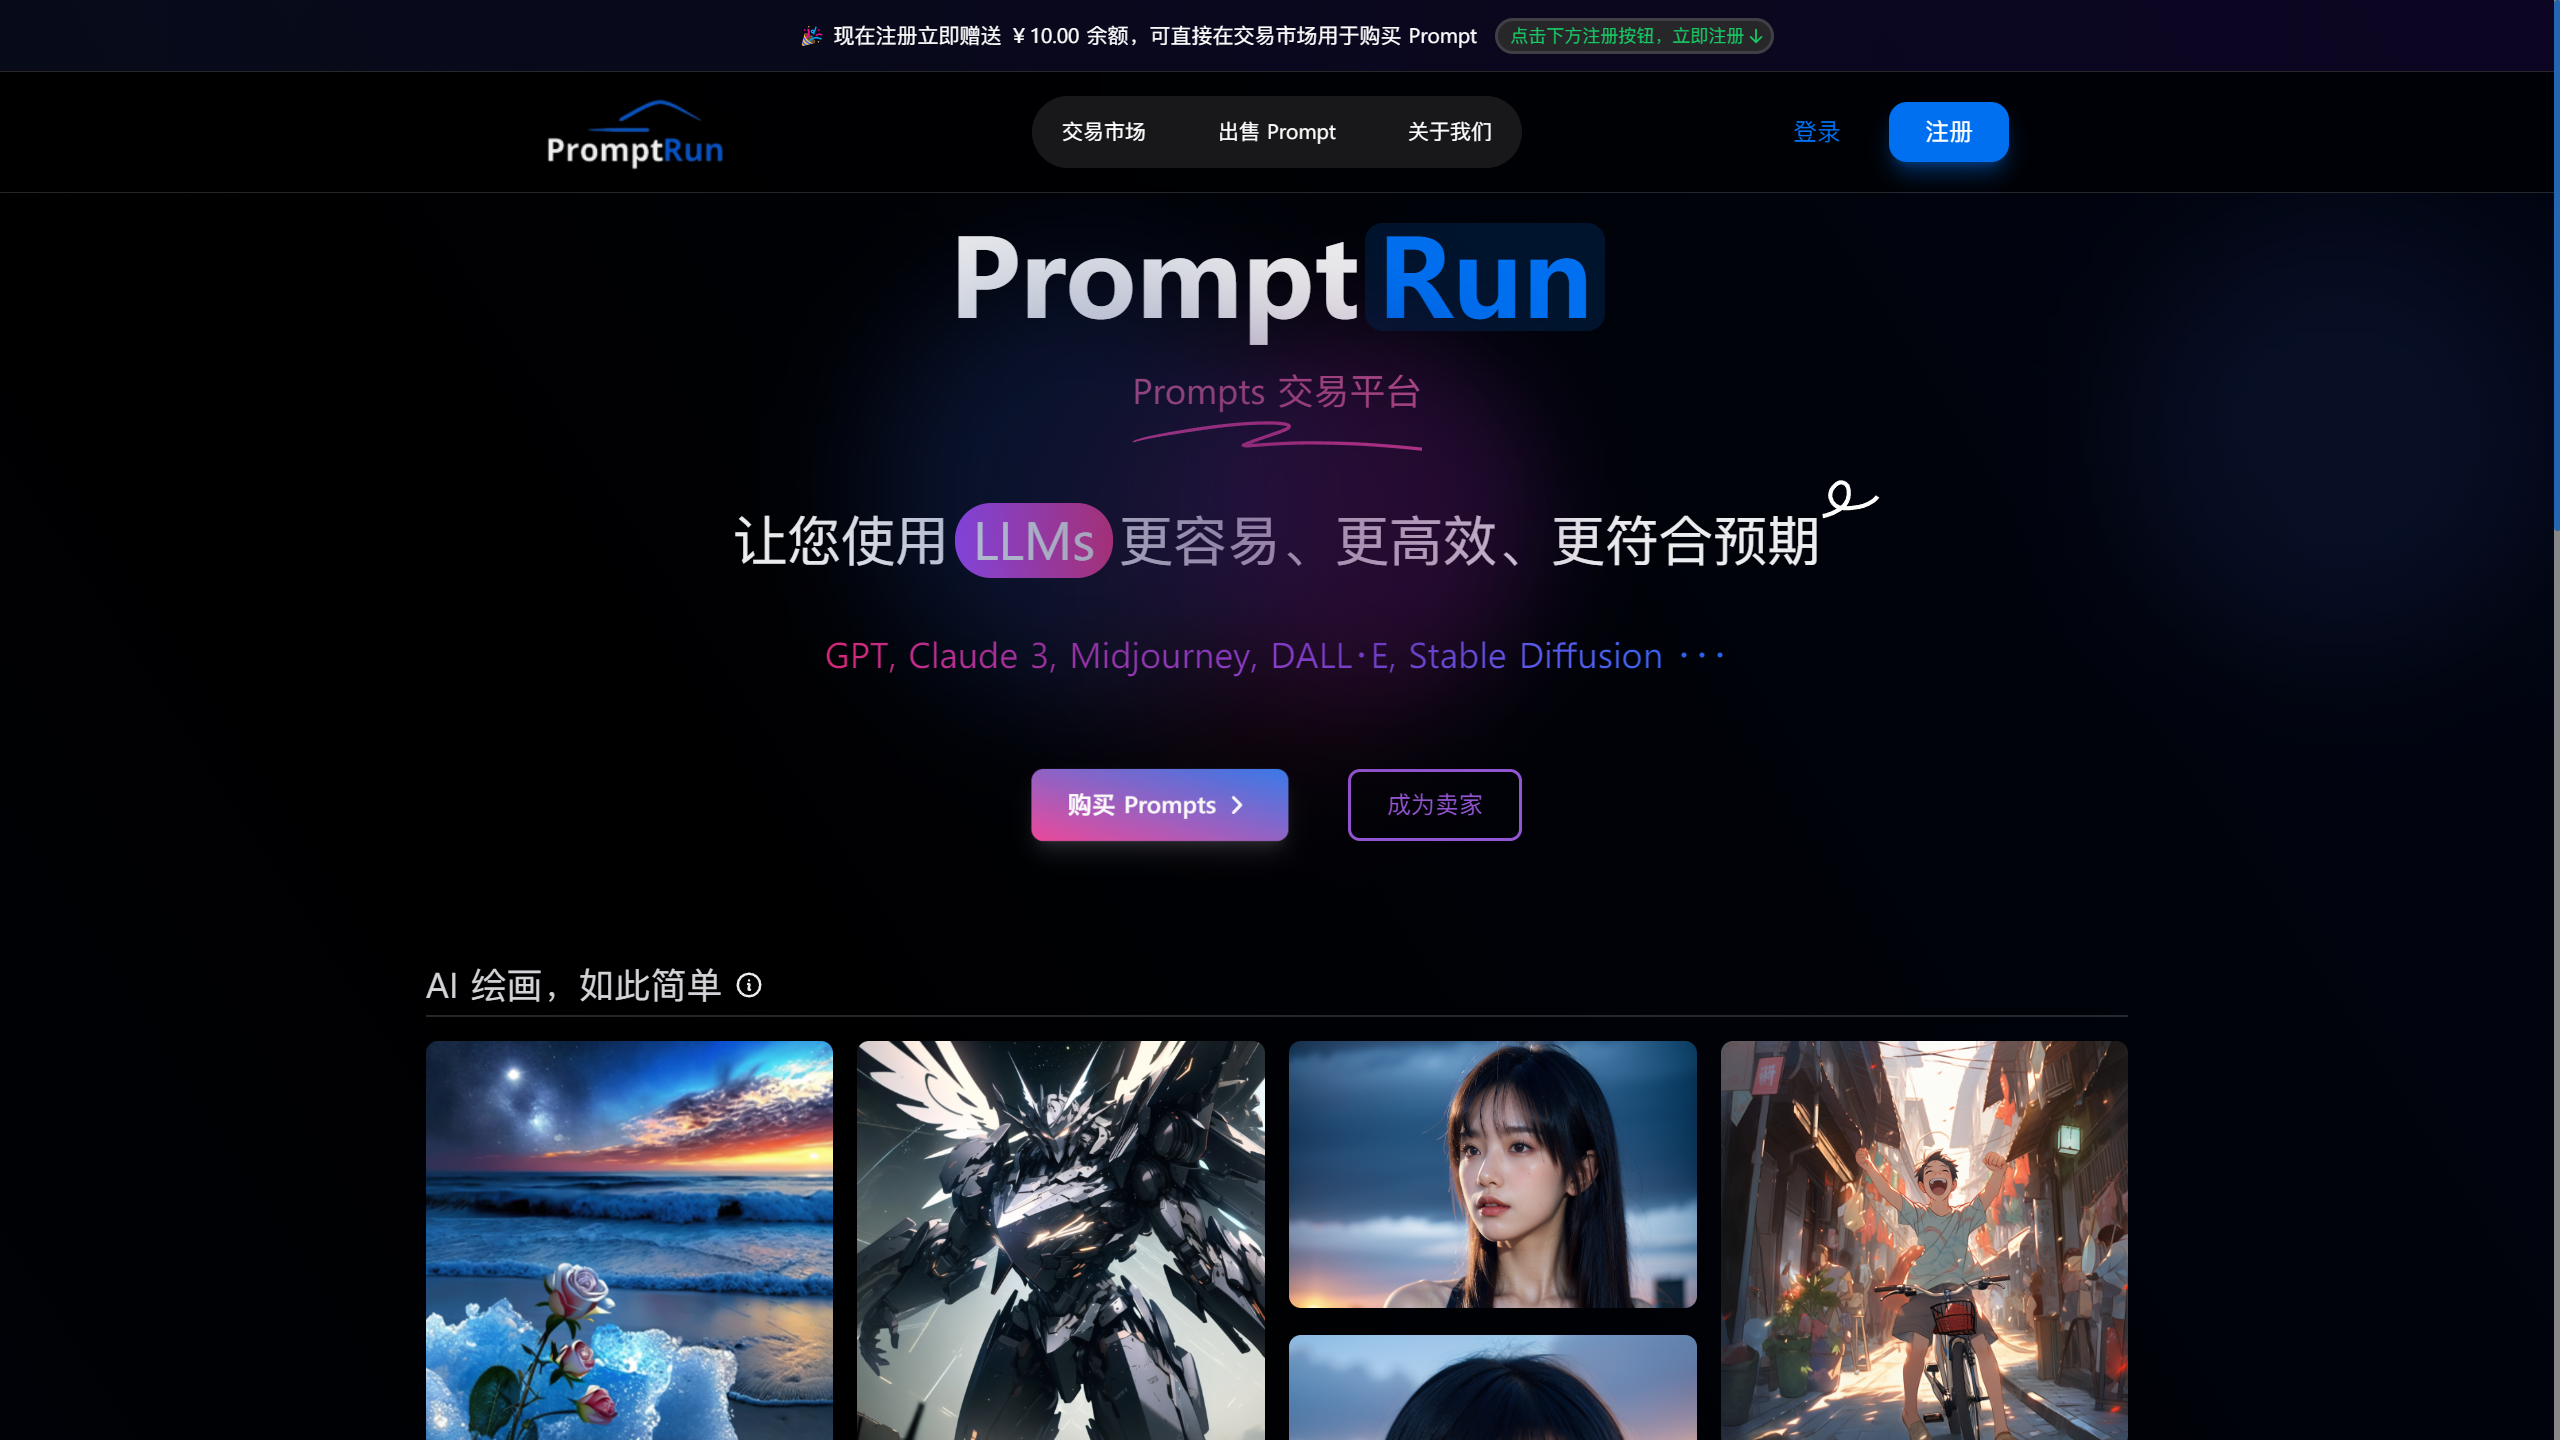 🎉 现在注册立即赠送 ￥10.00 余额，可直接在交易市场用于购买 Prompt 点击下方注册按钮，立即注册↓
PromptRun
交易市场 出售 Prompt 关于我们
登录 注册
Prompt Run
Prompts 交易平台
让您使用 LLMs 更容易、更高效、更符合预期
GPT, Claude 3, Midjourney, DALL·E, Stable Diffusion ···
购买 Prompts 成为卖家
AI 绘画，如此简单